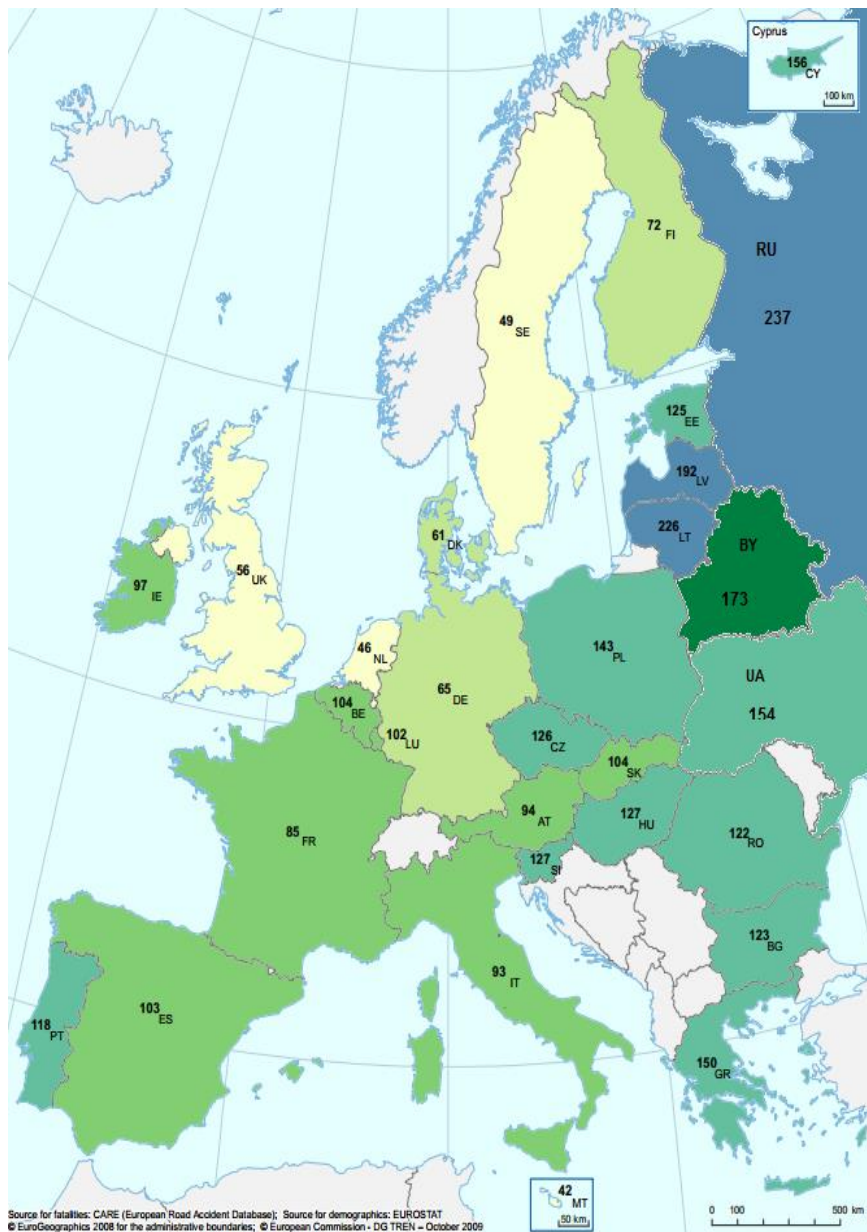 Cyprus
156 CY
100 km
72 FI
RU
49 SE
237
125 EE
192 LV
226 LT
BY
61 DK
97 IE
56 UK
173
46 NL
143 PL
UA
65 DE
154
104 BE
102 LU
126 CZ
104 SK
94 AT
127 HU
85 FR
122 RO
127 SI
123 BG
93 IT
103 ES
118 PT
150 GR
42 MT
50 km
0 100 500 km
Source for fatalities: CARE (European Road Accident Database); Source for demographics: EUROSTAT
© EuroGeographics 2008 for the administrative boundaries; © European Commission - DG TREN – October 2009